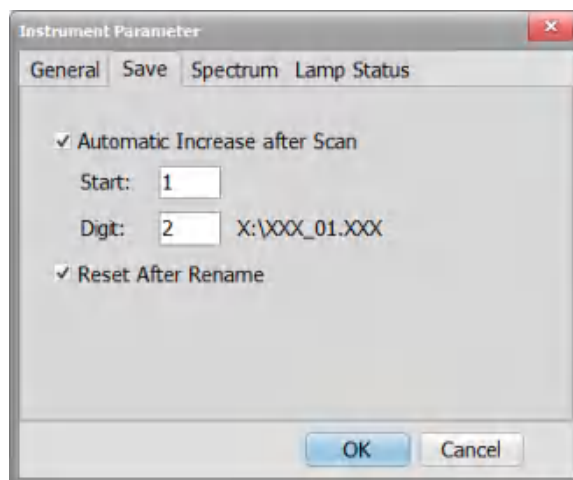 Instrument Parameter
General Save Spectrum Lamp Status
Automatic Increase after Scan
Start: 1
Digit: 2 X:\XXX_01.XXX
Reset After Rename
OK Cancel